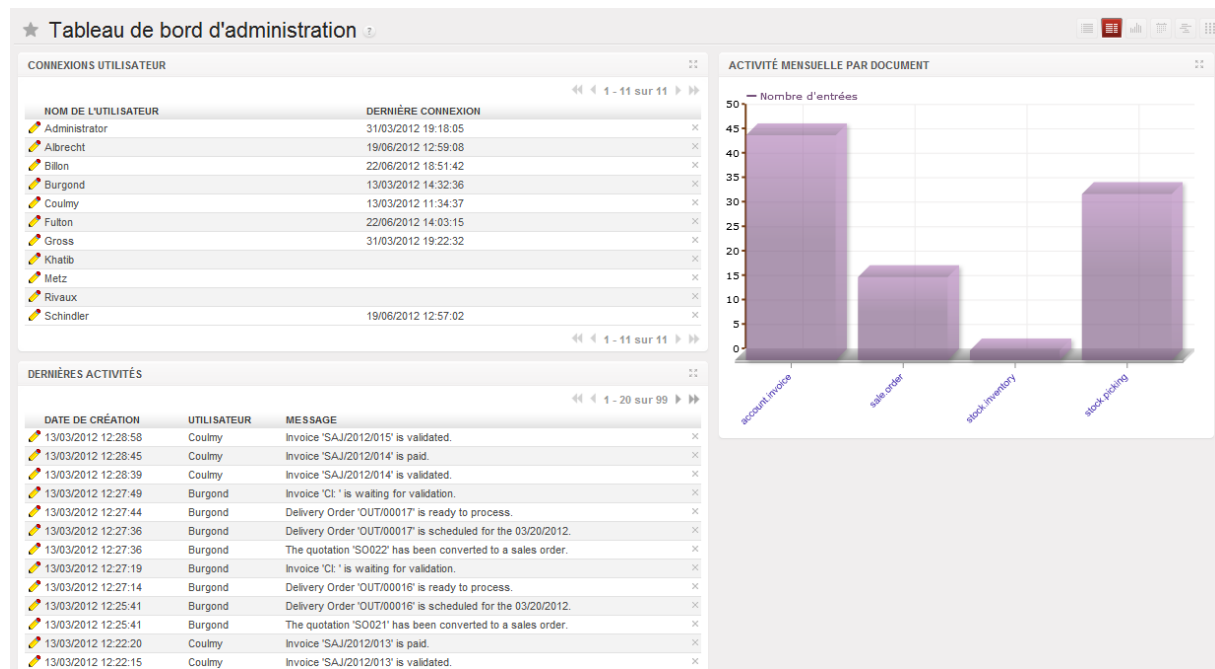 Tableau de bord d'administration ?
CONNEXIONS UTILISATEUR
1 - 11 sur 11
NOM DE L'UTILISATEUR DERNIÈRE CONNEXION
Administrator 31/03/2012 19:18:05
Albrecht 19/06/2012 12:59:08
Billon 22/06/2012 18:51:42
Burgond 13/03/2012 14:32:36
Coulmy 13/03/2012 11:34:37
Fulton 22/06/2012 14:03:15
Gross 31/03/2012 19:22:32
Khatib
Metz
Rivaux
Schindler 19/06/2012 12:57:02
1 - 11 sur 11
DERNIÈRES ACTIVITÉS
1 - 20 sur 99
DATE DE CRÉATION UTILISATEUR MESSAGE
13/03/2012 12:28:58 Coulmy Invoice 'SAJ/2012/015' is validated.
13/03/2012 12:28:45 Coulmy Invoice 'SAJ/2012/014' is paid.
13/03/2012 12:28:39 Coulmy Invoice 'SAJ/2012/014' is validated.
13/03/2012 12:27:49 Burgond Invoice 'CI: ' is waiting for validation.
13/03/2012 12:27:44 Burgond Delivery Order 'OUT/00017' is ready to process.
13/03/2012 12:27:36 Burgond Delivery Order 'OUT/00017' is scheduled for the 03/20/2012.
13/03/2012 12:27:36 Burgond The quotation 'SO022' has been converted to a sales order.
13/03/2012 12:27:19 Burgond Invoice 'CI: ' is waiting for validation.
13/03/2012 12:27:14 Burgond Delivery Order 'OUT/00016' is ready to process.
13/03/2012 12:25:41 Burgond Delivery Order 'OUT/00016' is scheduled for the 03/20/2012.
13/03/2012 12:25:41 Burgond The quotation 'SO021' has been converted to a sales order.
13/03/2012 12:22:20 Coulmy Invoice 'SAJ/2012/013' is paid.
13/03/2012 12:22:15 Coulmy Invoice 'SAJ/2012/013' is validated.
ACTIVITÉ MENSUELLE PAR DOCUMENT
Nombre d'entrées
50
45
40
35
30
25
20
15
10
5
0
account.invoice
sale.order
stock.inventory
stock.picking